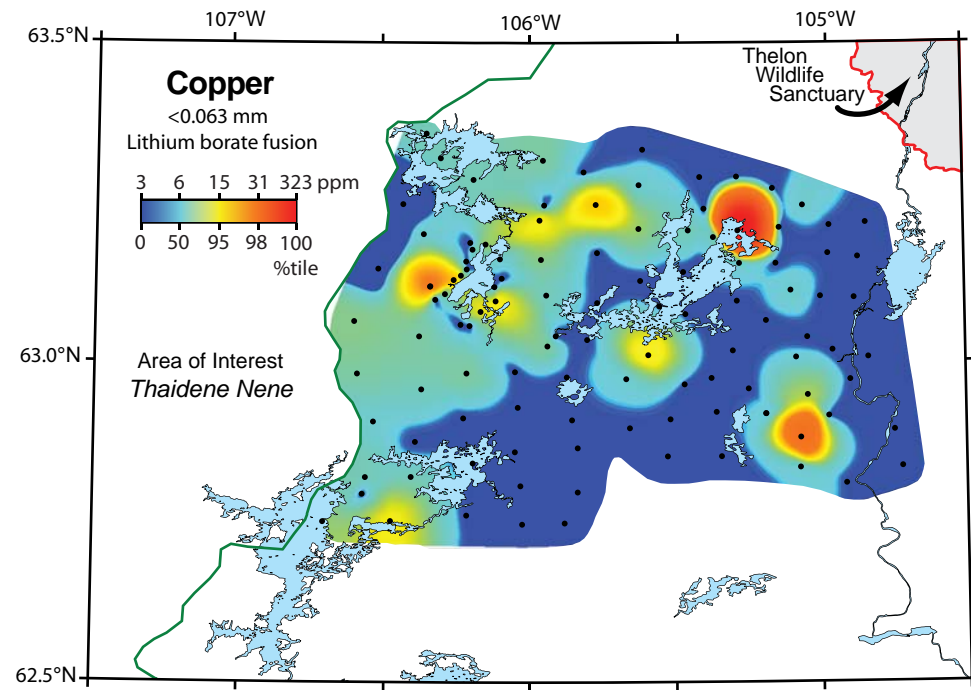 107°W 106°W 105°W
63.5°N
Copper
<0.063 mm
Lithium borate fusion
3 6 15 31 323 ppm
0 50 95 98 100
%tile
Thelon
Wildlife
Sanctuary
63.0°N
Area of Interest
Thaidene Nene
62.5°N